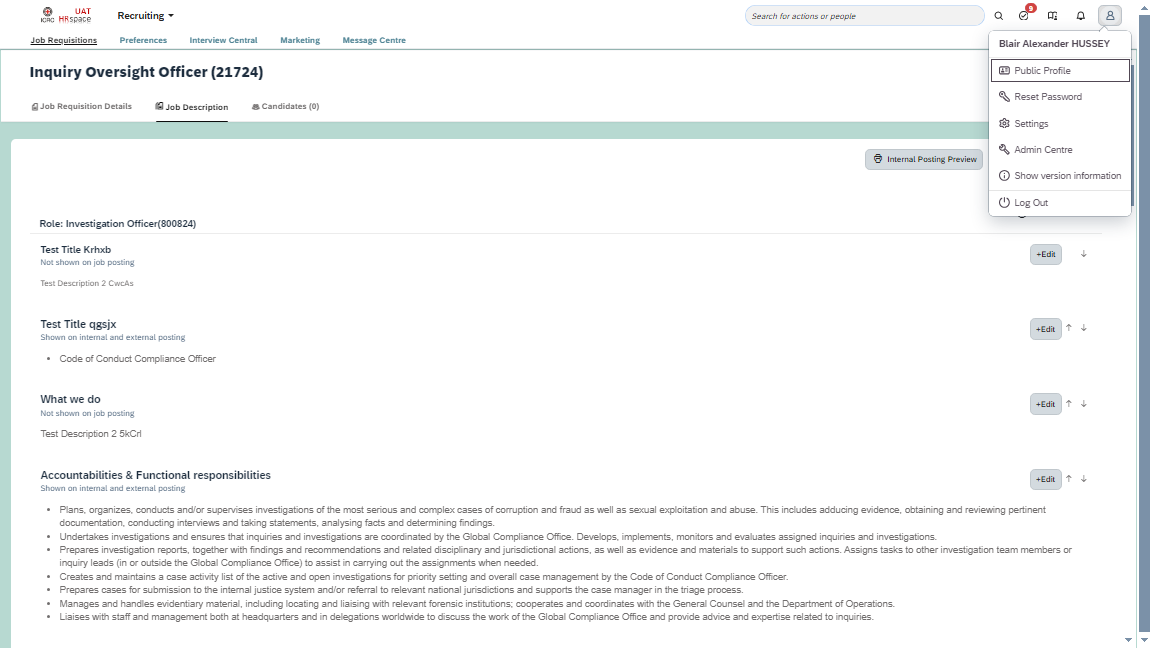 ICRC
UAT
HRspace
Recruiting
Search for actions or people
9
Job Requisitions
Preferences
Interview Central
Marketing
Message Centre
Blair Alexander HUSSEY
Public Profile
Reset Password
Settings
Admin Centre
Show version information
Log Out
Inquiry Oversight Officer (21724)
Job Requisition Details
Job Description
Candidates (0)
Internal Posting Preview
Role: Investigation Officer(800824)
Test Title Krhxb
Not shown on job posting
Test Description 2 CwcAs
+Edit
Test Title qgsjx
Shown on internal and external posting
+Edit
• Code of Conduct Compliance Officer
What we do
Not shown on job posting
+Edit
Test Description 2 5kCrl
Accountabilities & Functional responsibilities
Shown on internal and external posting
+Edit
• Plans, organizes, conducts and/or supervises investigations of the most serious and complex cases of corruption and fraud as well as sexual exploitation and abuse. This includes adducing evidence, obtaining and reviewing pertinent
documentation, conducting interviews and taking statements, analysing facts and determining findings.
• Undertakes investigations and ensures that inquiries and investigations are coordinated by the Global Compliance Office. Develops, implements, monitors and evaluates assigned inquiries and investigations.
• Prepares investigation reports, together with findings and recommendations and related disciplinary and jurisdictional actions, as well as evidence and materials to support such actions. Assigns tasks to other investigation team members or
inquiry leads (in or outside the Global Compliance Office) to assist in carrying out the assignments when needed.
• Creates and maintains a case activity list of the active and open investigations for priority setting and overall case management by the Code of Conduct Compliance Officer.
• Prepares cases for submission to the internal justice system and/or referral to relevant national jurisdictions and supports the case manager in the triage process.
• Manages and handles evidentiary material, including locating and liaising with relevant forensic institutions; cooperates and coordinates with the General Counsel and the Department of Operations.
• Liaises with staff and management both at headquarters and in delegations worldwide to discuss the work of the Global Compliance Office and provide advice and expertise related to inquiries.